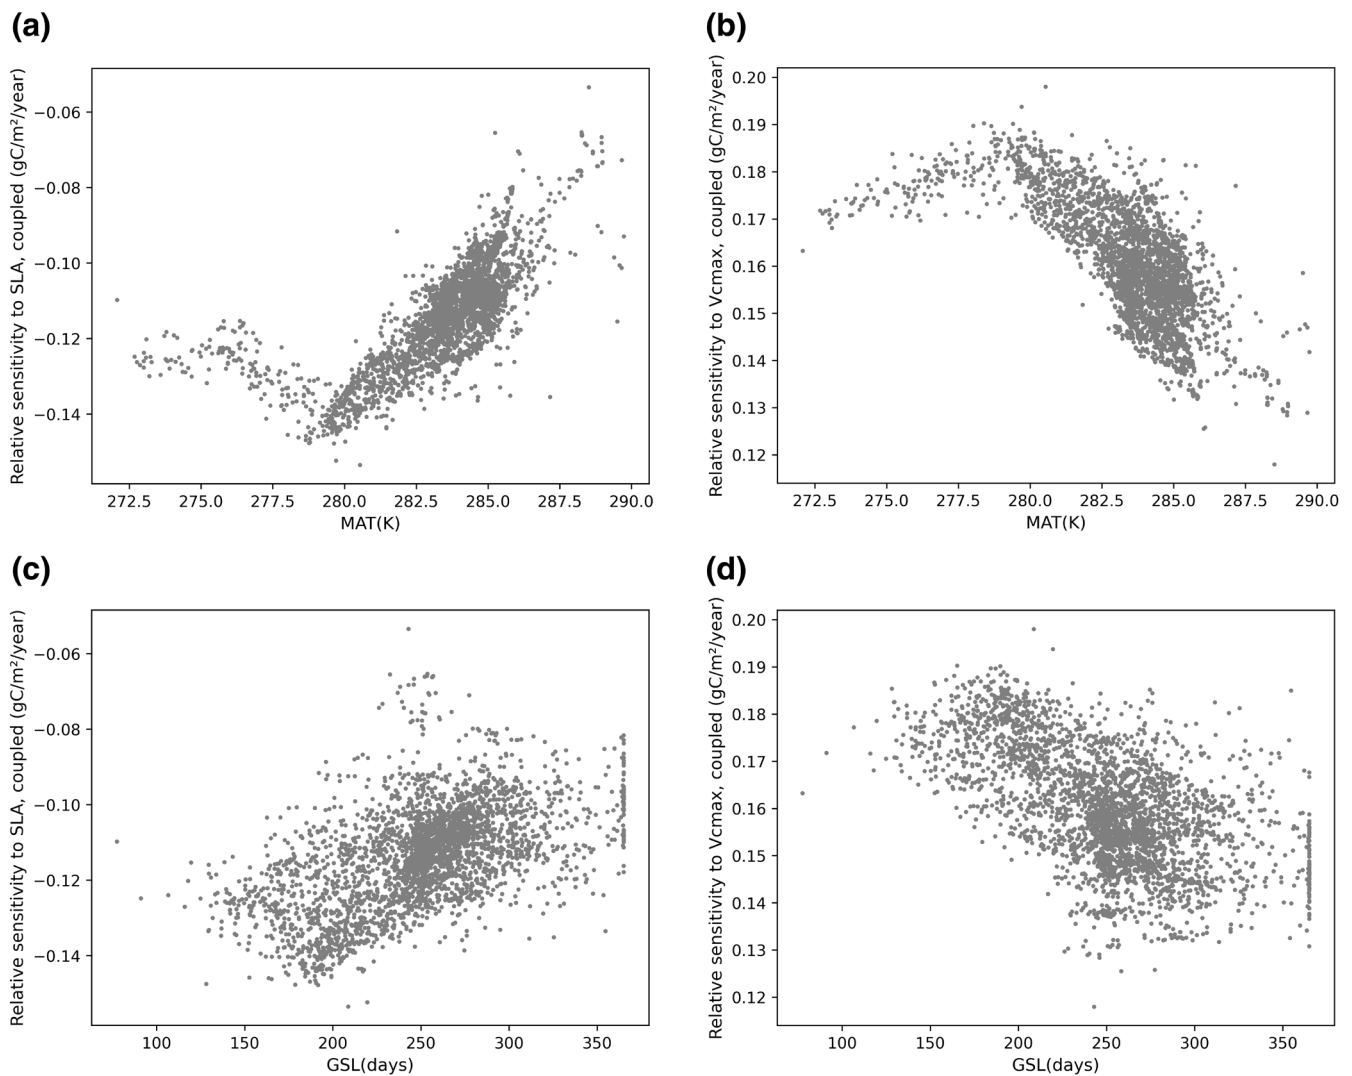 (a)
Relative sensitivity to SLA, coupled (gC/m²/year)
−0.06
−0.08
−0.10
−0.12
−0.14
272.5 275.0 277.5 280.0 282.5 285.0 287.5 290.0
MAT(K)
(b)
Relative sensitivity to Vcmax, coupled (gC/m²/year)
0.20
0.19
0.18
0.17
0.16
0.15
0.14
0.13
0.12
272.5 275.0 277.5 280.0 282.5 285.0 287.5 290.0
MAT(K)
(c)
Relative sensitivity to SLA, coupled (gC/m²/year)
−0.06
−0.08
−0.10
−0.12
−0.14
100 150 200 250 300 350
GSL(days)
(d)
Relative sensitivity to Vcmax, coupled (gC/m²/year)
0.20
0.19
0.18
0.17
0.16
0.15
0.14
0.13
0.12
100 150 200 250 300 350
GSL(days)